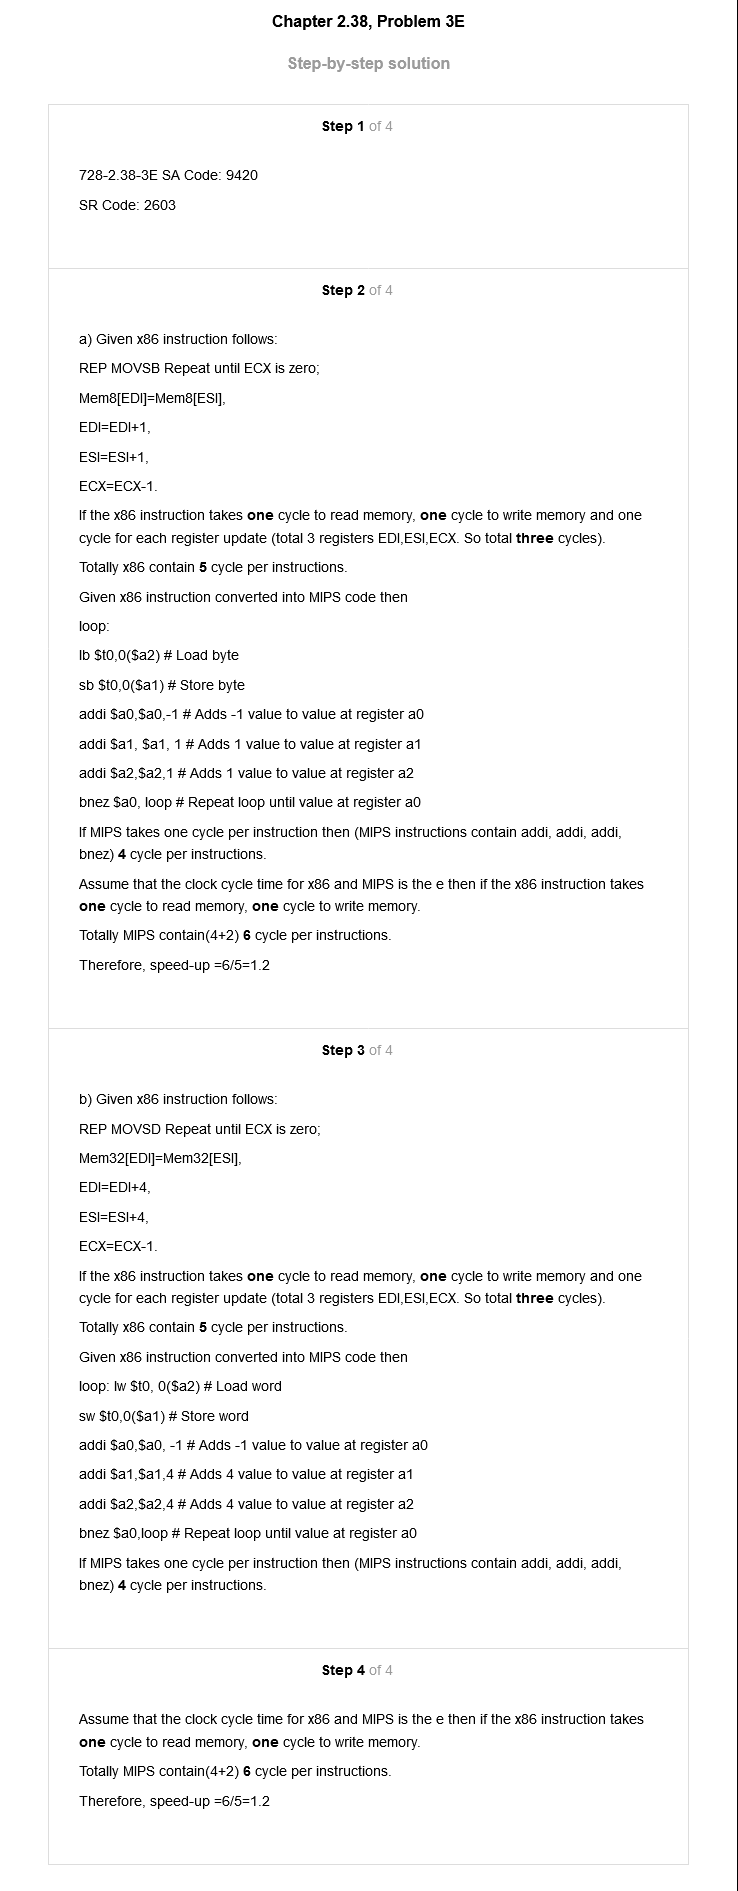 Chapter 2.38, Problem 3E
Step-by-step solution
Step 1 of 4
728-2.38-3E SA Code: 9420
SR Code: 2603
Step 2 of 4
a) Given x86 instruction follows:
REP MOVSB Repeat until ECX is zero;
Mem8[EDI]=Mem8[ESI],
EDI=EDI+1,
ESI=ESI+1,
ECX=ECX-1.
If the x86 instruction takes one cycle to read memory, one cycle to write memory and one
cycle for each register update (total 3 registers EDI,ESI,ECX. So total three cycles).
Totally x86 contain 5 cycle per instructions.
Given x86 instruction converted into MIPS code then
loop:
lb $t0,0($a2) # Load byte
sb $t0,0($a1) # Store byte
addi $a0,$a0,-1 # Adds -1 value to value at register a0
addi $a1, $a1, 1 # Adds 1 value to value at register a1
addi $a2,$a2,1 # Adds 1 value to value at register a2
bnez $a0, loop # Repeat loop until value at register a0
If MIPS takes one cycle per instruction then (MIPS instructions contain addi, addi, addi,
bnez) 4 cycle per instructions.
Assume that the clock cycle time for x86 and MIPS is the e then if the x86 instruction takes
one cycle to read memory, one cycle to write memory.
Totally MIPS contain(4+2) 6 cycle per instructions.
Therefore, speed-up =6/5=1.2
Step 3 of 4
b) Given x86 instruction follows:
REP MOVSD Repeat until ECX is zero;
Mem32[EDI]=Mem32[ESI],
EDI=EDI+4,
ESI=ESI+4,
ECX=ECX-1.
If the x86 instruction takes one cycle to read memory, one cycle to write memory and one
cycle for each register update (total 3 registers EDI,ESI,ECX. So total three cycles).
Totally x86 contain 5 cycle per instructions.
Given x86 instruction converted into MIPS code then
loop: lw $t0, 0($a2) # Load word
sw $t0,0($a1) # Store word
addi $a0,$a0, -1 # Adds -1 value to value at register a0
addi $a1,$a1,4 # Adds 4 value to value at register a1
addi $a2,$a2,4 # Adds 4 value to value at register a2
bnez $a0,loop # Repeat loop until value at register a0
If MIPS takes one cycle per instruction then (MIPS instructions contain addi, addi, addi,
bnez) 4 cycle per instructions.
Step 4 of 4
Assume that the clock cycle time for x86 and MIPS is the e then if the x86 instruction takes
one cycle to read memory, one cycle to write memory.
Totally MIPS contain(4+2) 6 cycle per instructions.
Therefore, speed-up =6/5=1.2